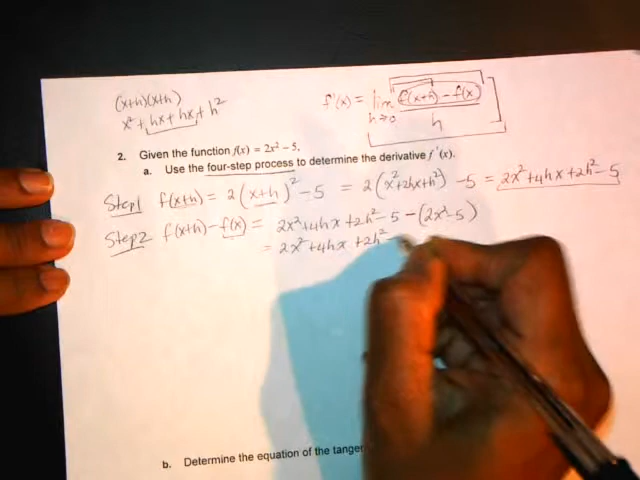 (x+h)(x+h)
x² + hx + hx + h²
f'(x) = lim h→0 f(x+h) - f(x) / h
2. Given the function f(x) = 2x² – 5,
a. Use the four-step process to determine the derivative f '(x).
Step1 f(x+h) = 2(x+h)² - 5 = 2(x²+2hx+h²) - 5 = 2x²+4hx+2h²-5
Step2 f(x+h) - f(x) = 2x²+4hx+2h²-5-(2x²-5)
= 2x²+4hx+2h²-
b. Determine the equation of the